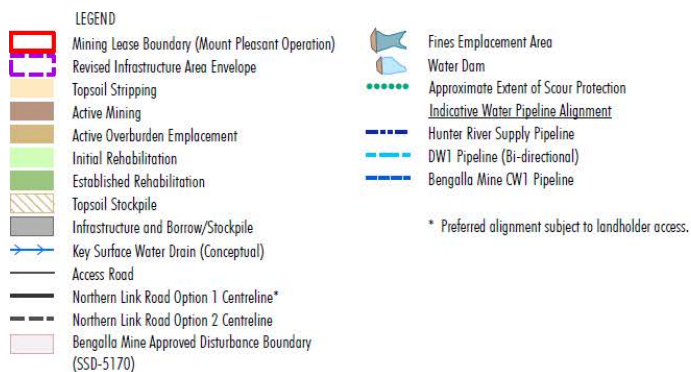 LEGEND
Mining Lease Boundary (Mount Pleasant Operation)
Revised Infrastructure Area Envelope
Topsoil Stripping
Active Mining
Active Overburden Emplacement
Initial Rehabilitation
Established Rehabilitation
Topsoil Stockpile
Infrastructure and Borrow/Stockpile
Key Surface Water Drain (Conceptual)
Access Road
Northern Link Road Option 1 Centreline*
Northern Link Road Option 2 Centreline
Bengalla Mine Approved Disturbance Boundary
(SSD-5170)
Fines Emplacement Area
Water Dam
Approximate Extent of Scour Protection
Indicative Water Pipeline Alignment
Hunter River Supply Pipeline
DW1 Pipeline (Bi-directional)
Bengalla Mine CW1 Pipeline
* Preferred alignment subject to landholder access.